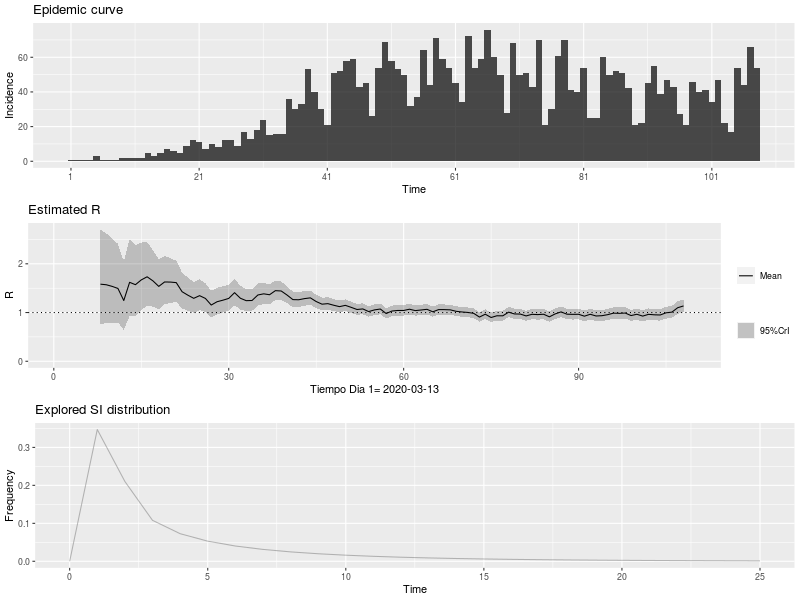 Epidemic curve
60
40
20
0
Incidence
1
21
41
61
81
101
Time
Estimated R
2
1
0
R
0
30
60
90
Tiempo Dia 1= 2020-03-13
Mean
95%CrI
Explored SI distribution
0.3
0.2
0.1
0.0
Frequency
0
5
10
15
20
25
Time